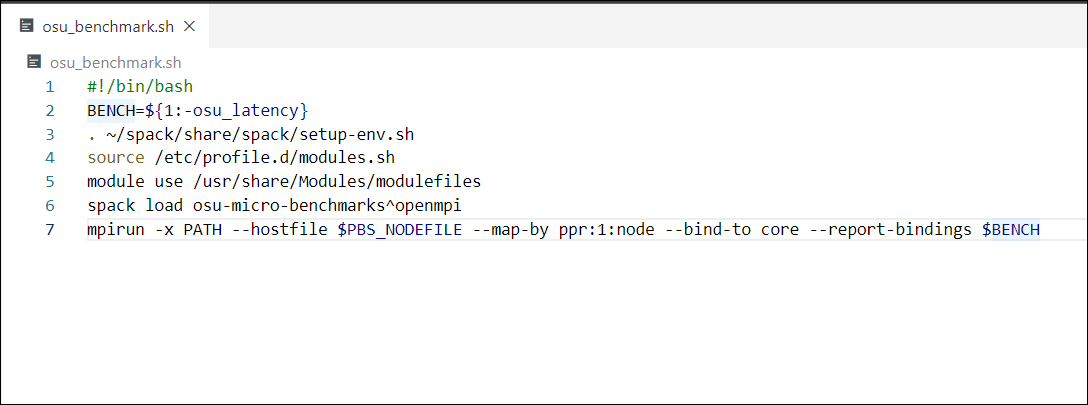 osu_benchmark.sh
osu_benchmark.sh
1 #!/bin/bash
2 BENCH=${1:-osu_latency}
3 . ~/spack/share/spack/setup-env.sh
4 source /etc/profile.d/modules.sh
5 module use /usr/share/Modules/modulefiles
6 spack load osu-micro-benchmarks^openmpi
7 mpirun -x PATH --hostfile $PBS_NODEFILE --map-by ppr:1:node --bind-to core --report-bindings $BENCH